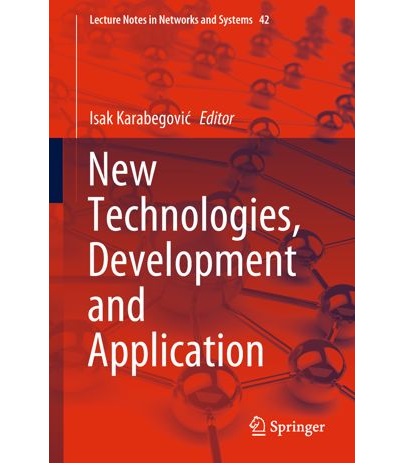 Lecture Notes in Networks and Systems 42
Isak Karabegović Editor
New
Technologies,
Development
and
Application
Springer